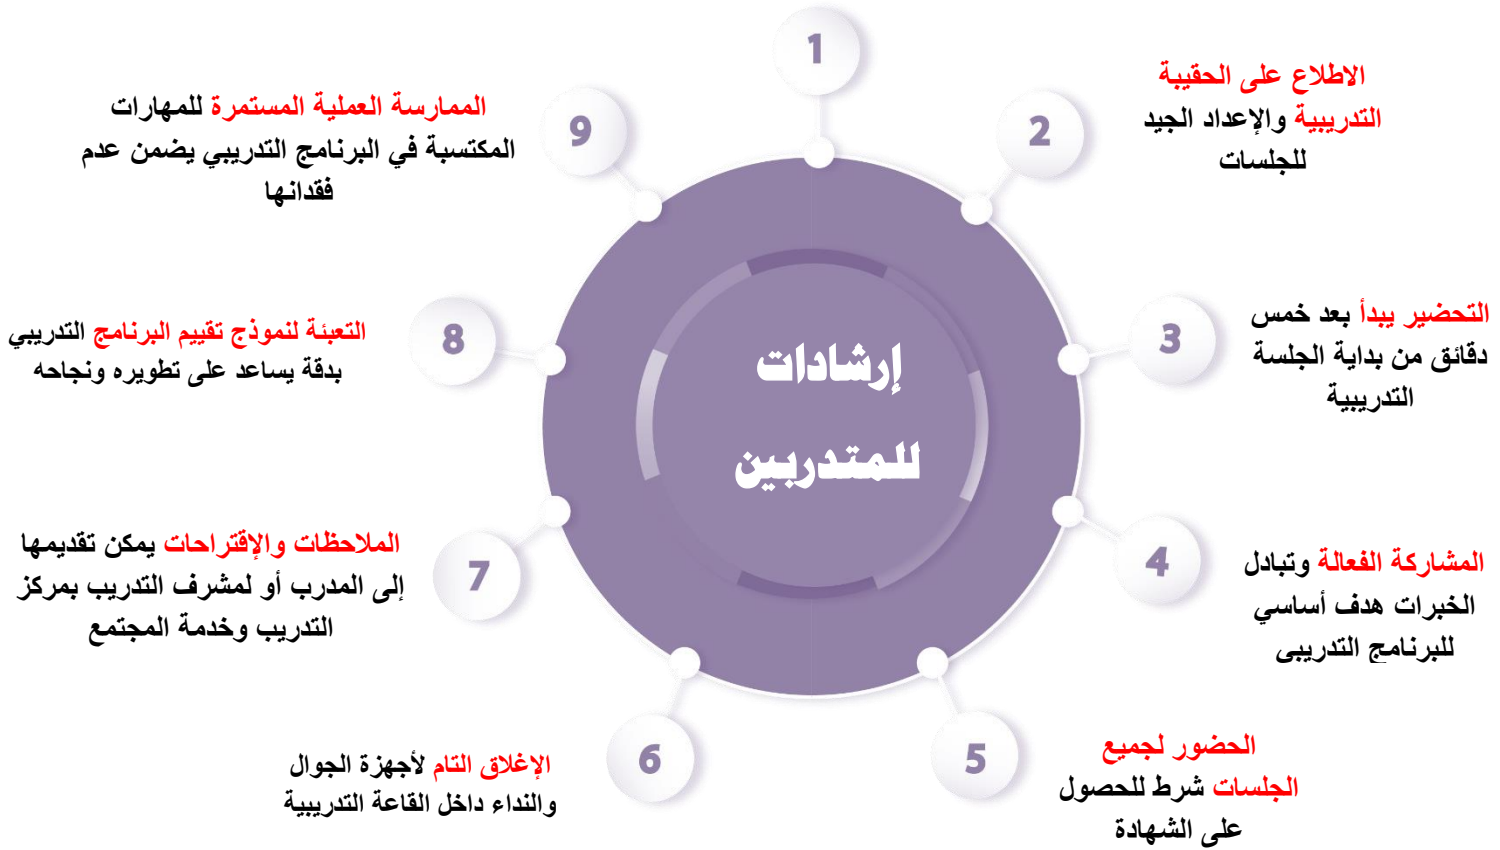 إرشادات
للمتدربين
1
2
الاطلاع على الحقيبة
التدريبية والإعداد الجيد
للجلسات
3
التحضير يبدأ بعد خمس
دقائق من بداية الجلسة
التدريبية
4
المشاركة الفعالة وتبادل
الخبرات هدف أساسي
للبرنامج التدريبي
5
الحضور لجميع
الجلسات شرط للحصول
على الشهادة
6
الإغلاق التام لأجهزة الجوال
والنداء داخل القاعة التدريبية
7
الملاحظات والإقتراحات يمكن تقديمها
إلى المدرب أو لمشرف التدريب بمركز
التدريب وخدمة المجتمع
8
التعبئة لنموذج تقييم البرنامج التدريبي
بدقة يساعد على تطويره ونجاحه
9
الممارسة العملية المستمرة للمهارات
المكتسبة في البرنامج التدريبي يضمن عدم
فقدانها